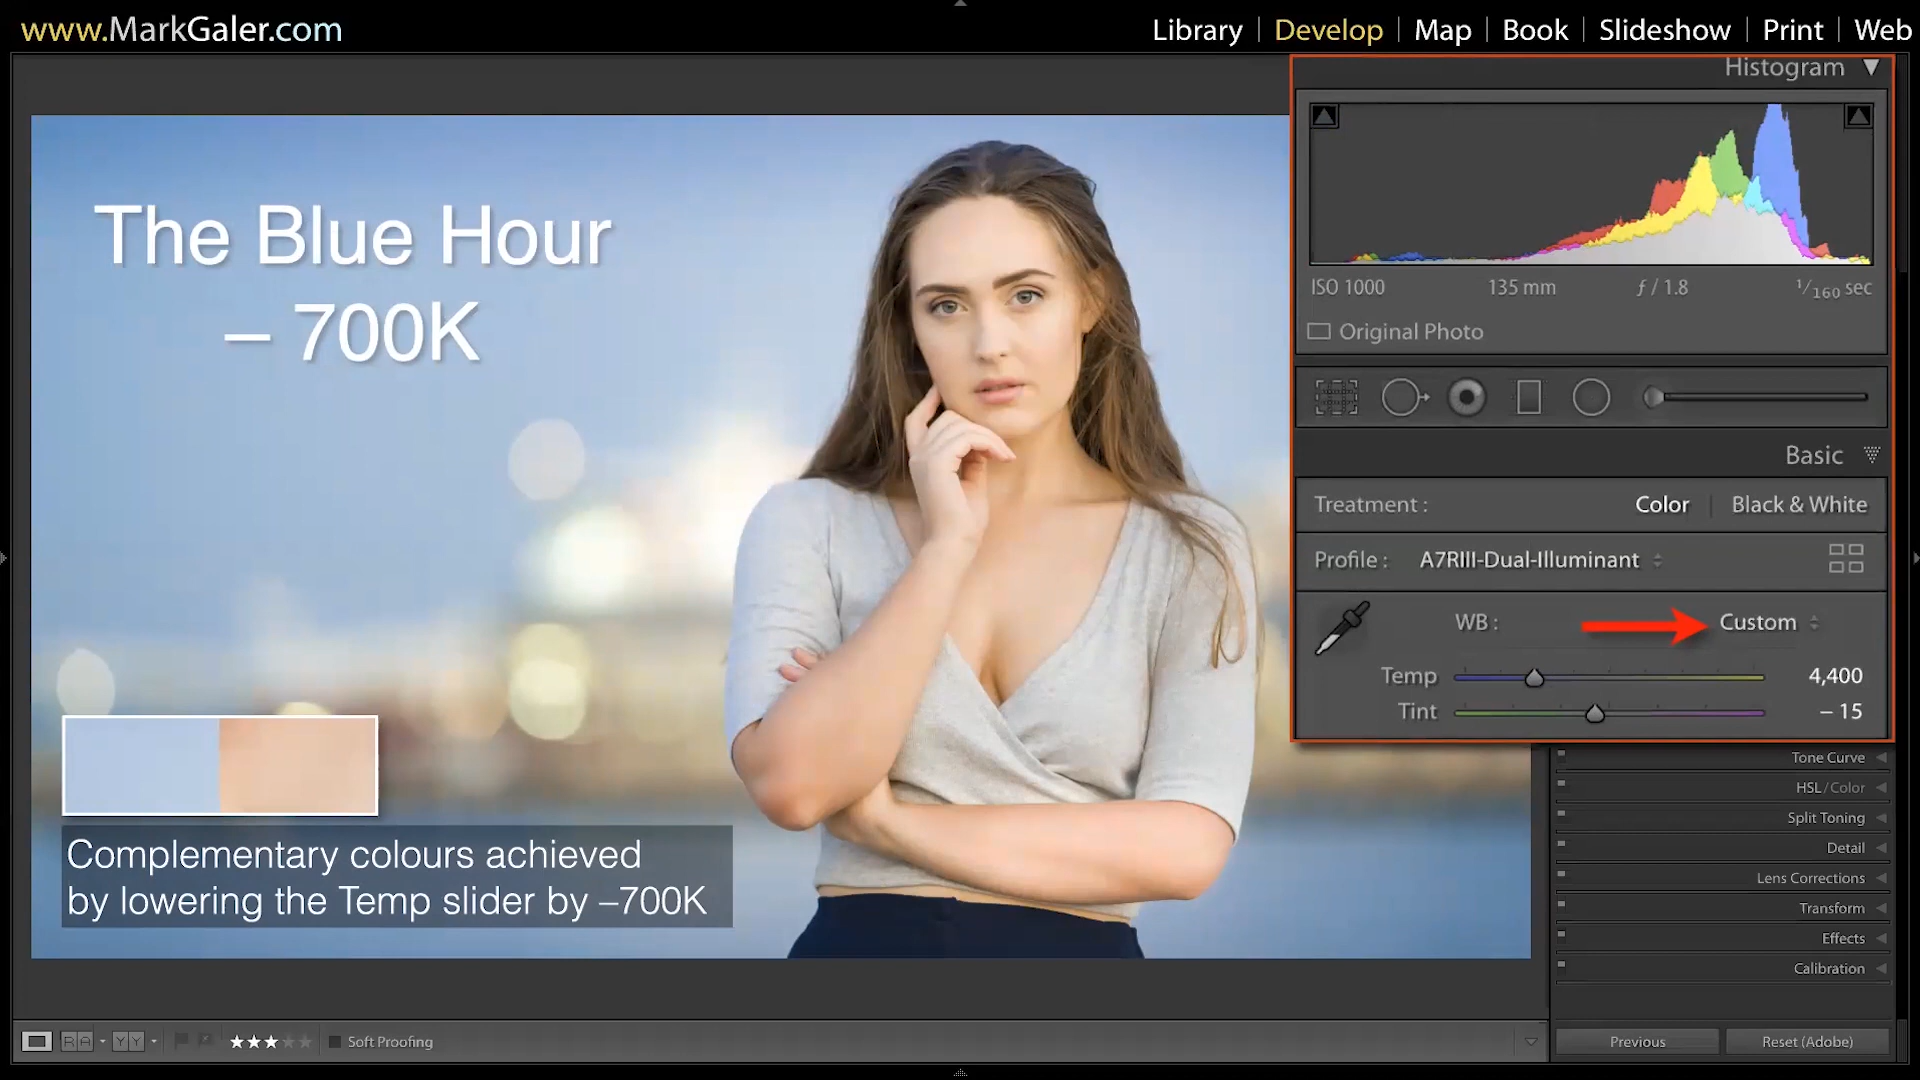 www.MarkGaler.com
Library | Develop | Map | Book | Slideshow | Print | Web
Histogram
The Blue Hour
– 700K
ISO 1000 135 mm ƒ / 1.8 1/160 sec
Original Photo
Basic
Treatment : Color | Black & White
Profile : A7RIII-Dual-Illuminant
WB : Custom
Temp 4,400
Tint – 15
Tone Curve
HSL / Color
Split Toning
Detail
Lens Corrections
Transform
Effects
Calibration
Complementary colours achieved
by lowering the Temp slider by –700K
R A Y Y Soft Proofing
Previous Reset (Adobe)